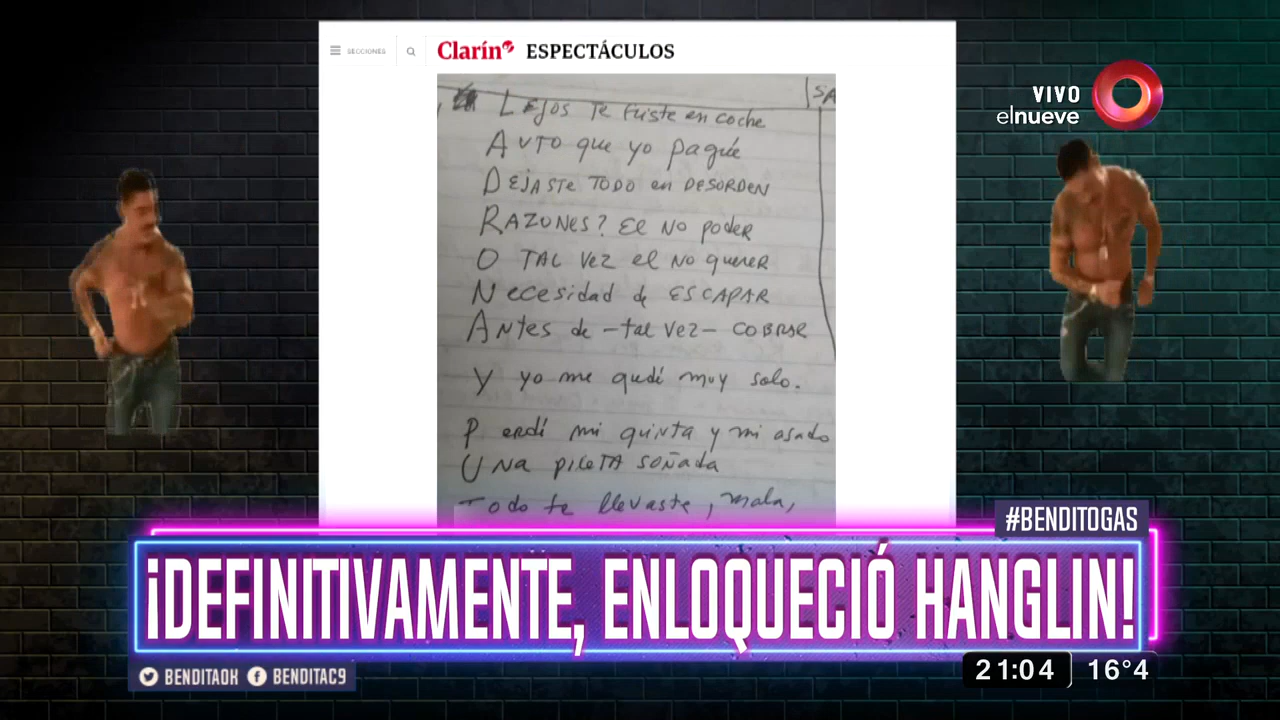 SECCIONES
Clarín ESPECTÁCULOS
VIVO
elnueve
SA
LEJOS TE FUISTE en coche
AUTO que yo pagué
DEJASTE TODO en DESORDEN
RAZONES? EL NO PODER
O TAL VEZ el NO querer
Necesidad de ESCAPAR
Antes de -tal vez- COBRAR
Y yo me quedé muy solo.
Perdí mi quinta y mi asado
UNA PILETA SOÑADA
Todo te llevaste, mala,
#BENDITOGAS
¡DEFINITIVAMENTE, ENLOQUECIÓ HANGLIN!
BENDITAOK BENDITAC9
21:04 16°4